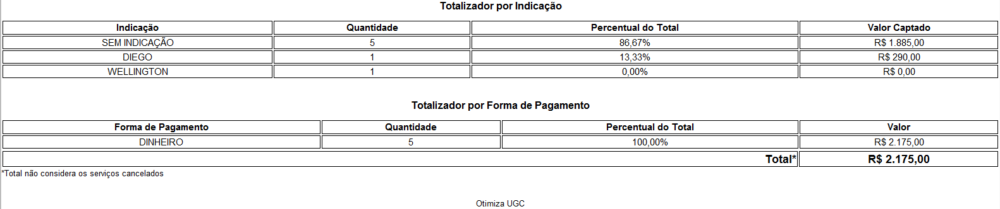 Totalizador por Indicação
Indicação Quantidade Percentual do Total Valor Captado
SEM INDICAÇÃO 5 86,67% R$ 1.885,00
DIEGO 1 13,33% R$ 290,00
WELLINGTON 1 0,00% R$ 0,00
Totalizador por Forma de Pagamento
Forma de Pagamento Quantidade Percentual do Total Valor
DINHEIRO 5 100,00% R$ 2.175,00
Total* R$ 2.175,00
*Total não considera os serviços cancelados
Otimiza UGC